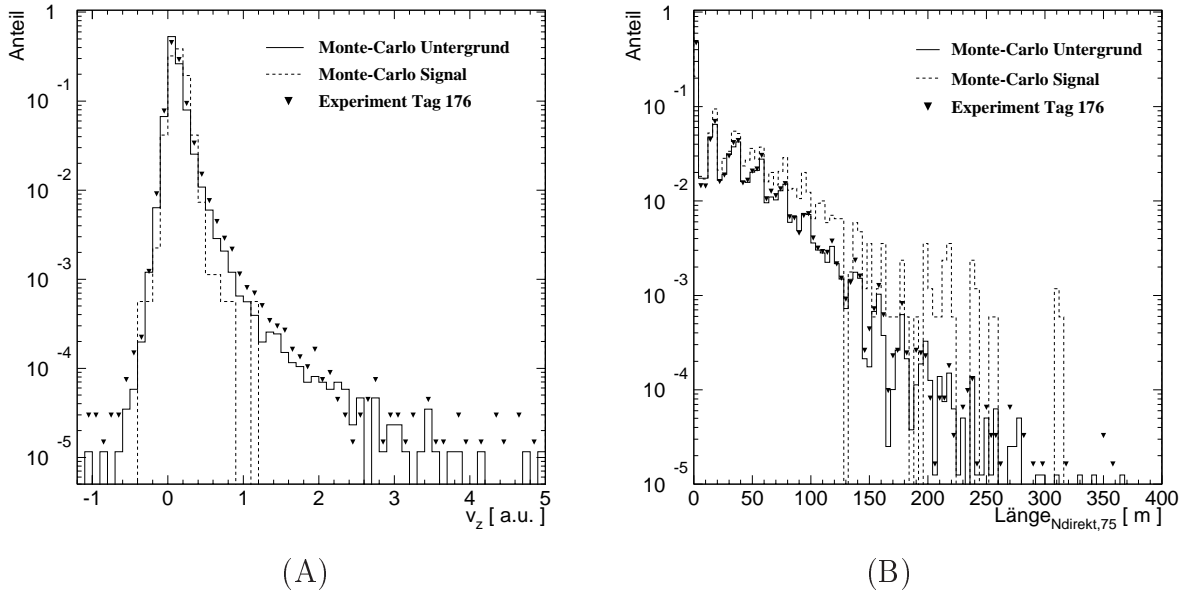 Anteil
1
10 -1
10 -2
10 -3
10 -4
10 -5
-1 0 1 2 3 4 5
v_z [ a.u. ]
Monte-Carlo Untergrund
Monte-Carlo Signal
Experiment Tag 176
(A)
Anteil
1
10 -1
10 -2
10 -3
10 -4
10 -5
0 50 100 150 200 250 300 350 400
Länge_Ndirekt,75 [ m ]
Monte-Carlo Untergrund
Monte-Carlo Signal
Experiment Tag 176
(B)